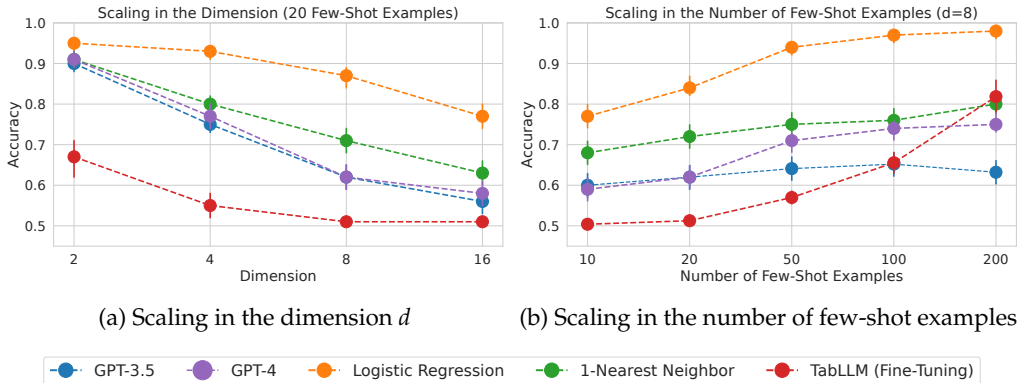 Scaling in the Dimension (20 Few-Shot Examples)
1.0
0.9
0.8
0.7
0.6
0.5
Accuracy
2 4 8 16
Dimension
(a) Scaling in the dimension d
Scaling in the Number of Few-Shot Examples (d=8)
1.0
0.9
0.8
0.7
0.6
0.5
Accuracy
10 20 50 100 200
Number of Few-Shot Examples
(b) Scaling in the number of few-shot examples
GPT-3.5 GPT-4 Logistic Regression 1-Nearest Neighbor TabLLM (Fine-Tuning)